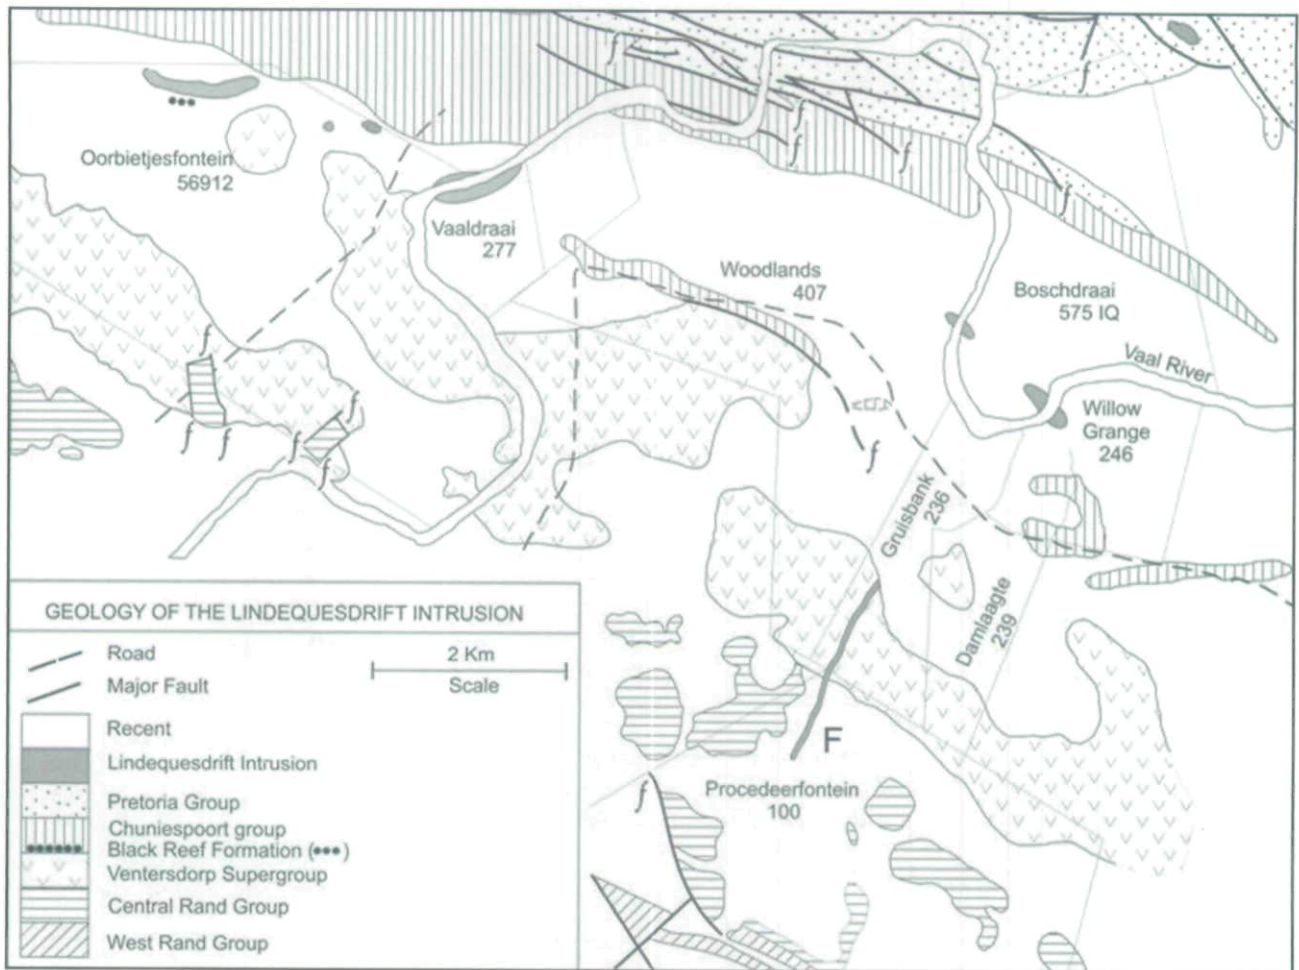 f
f
f
f
f
Oorbietjesfontein
56912
f
Vaaldraai
277
Woodlands
407
Boschdraai
575 IQ
Vaal River
f
f
Willow
Grange
246
f
f
f
f
f
Gruisbank
236
Damlaagte
239
F
f
Procedeerfontein
100
GEOLOGY OF THE LINDEQUESDRIFT INTRUSION
Road
Major Fault
2 Km
Scale
Recent
Lindequesdrift Intrusion
Pretoria Group
Chuniespoort group
Black Reef Formation (•••)
Ventersdorp Supergroup
Central Rand Group
West Rand Group